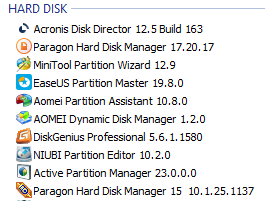 HARD DISK
Acronis Disk Director 12.5 Build 163
Paragon Hard Disk Manager 17.20.17
MiniTool Partition Wizard 12.9
EaseUS Partition Master 19.8.0
Aomei Partition Assistant 10.8.0
AOMEI Dynamic Disk Manager 1.2.0
DiskGenius Professional 5.6.1.1580
NIUBI Partition Editor 10.2.0
Active Partition Manager 23.0.0.0
Paragon Hard Disk Manager 15 10.1.25.1137